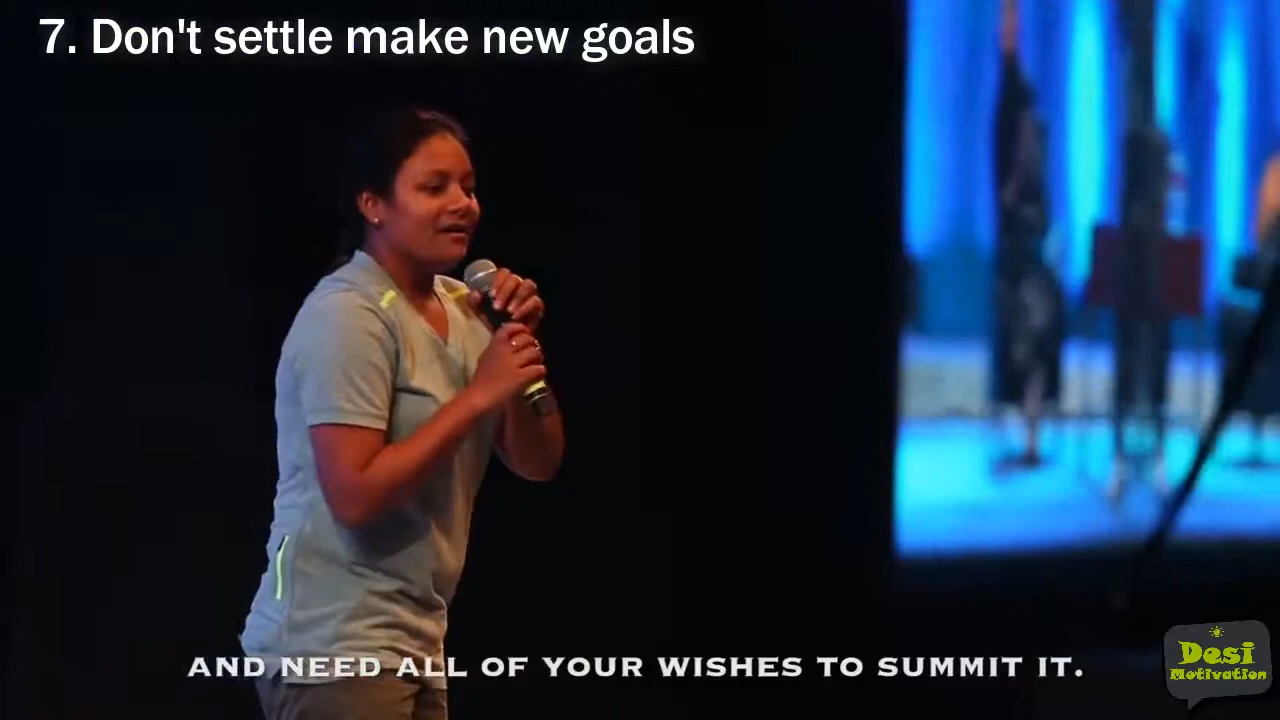 7. Don't settle make new goals
AND NEED ALL OF YOUR WISHES TO SUMMIT IT.
Desi
Motivation